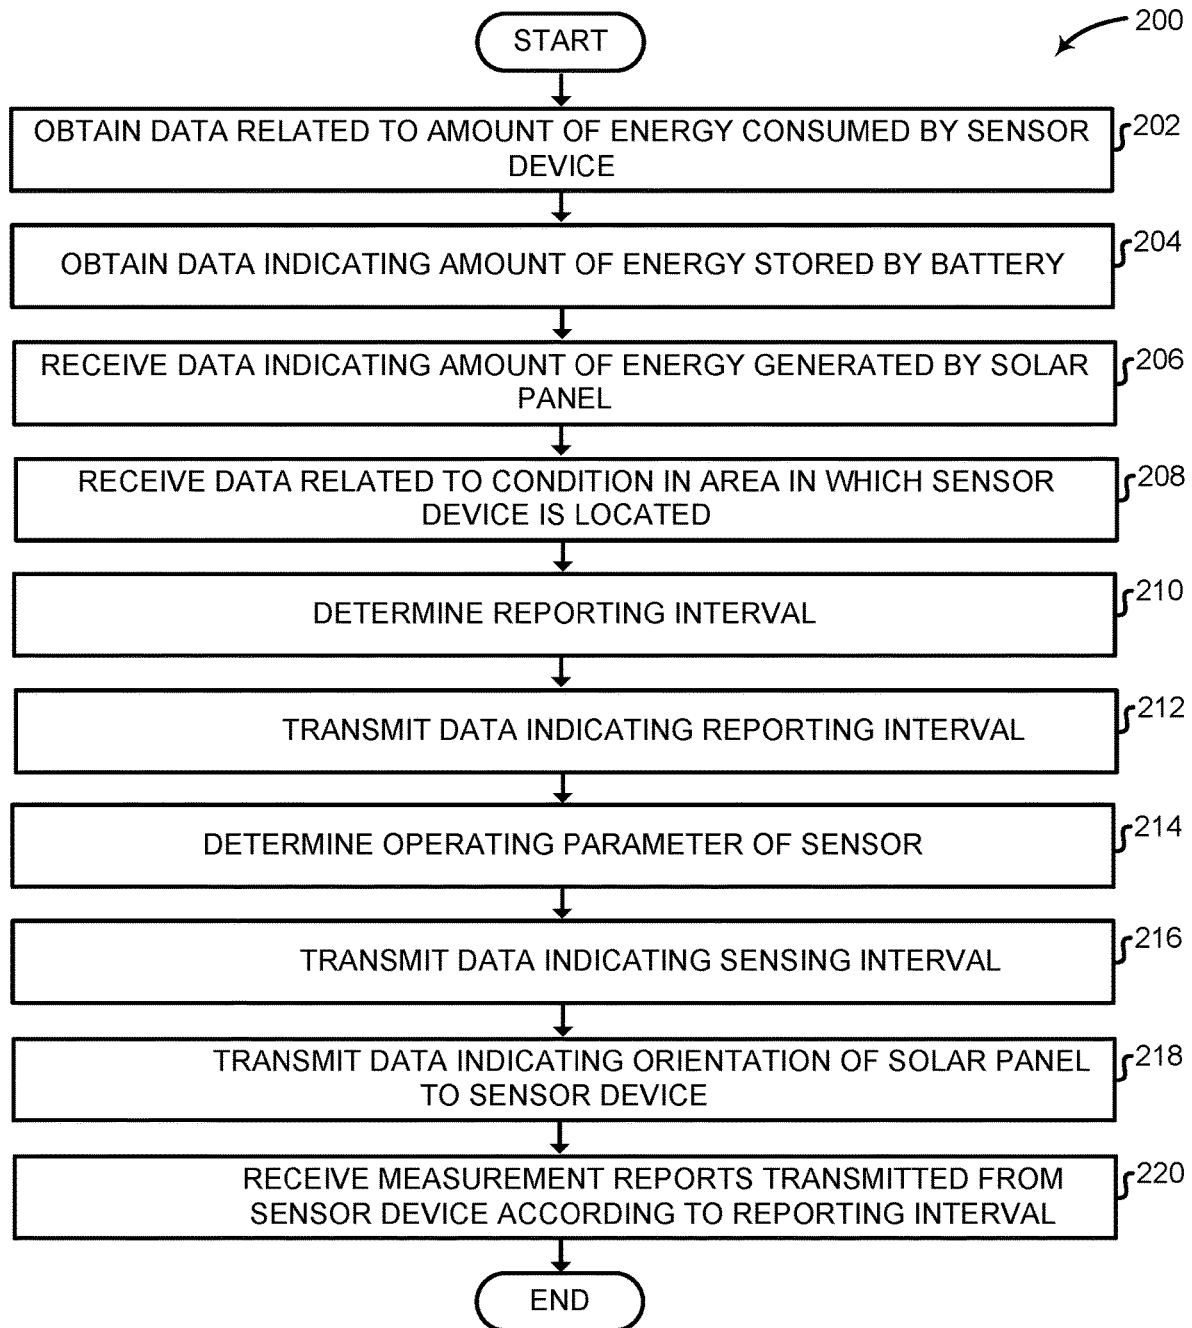 200
START
OBTAIN DATA RELATED TO AMOUNT OF ENERGY CONSUMED BY SENSOR
DEVICE
202
OBTAIN DATA INDICATING AMOUNT OF ENERGY STORED BY BATTERY
204
RECEIVE DATA INDICATING AMOUNT OF ENERGY GENERATED BY SOLAR
PANEL
206
RECEIVE DATA RELATED TO CONDITION IN AREA IN WHICH SENSOR
DEVICE IS LOCATED
208
DETERMINE REPORTING INTERVAL
210
TRANSMIT DATA INDICATING REPORTING INTERVAL
212
DETERMINE OPERATING PARAMETER OF SENSOR
214
TRANSMIT DATA INDICATING SENSING INTERVAL
216
TRANSMIT DATA INDICATING ORIENTATION OF SOLAR PANEL
TO SENSOR DEVICE
218
RECEIVE MEASUREMENT REPORTS TRANSMITTED FROM
SENSOR DEVICE ACCORDING TO REPORTING INTERVAL
220
END